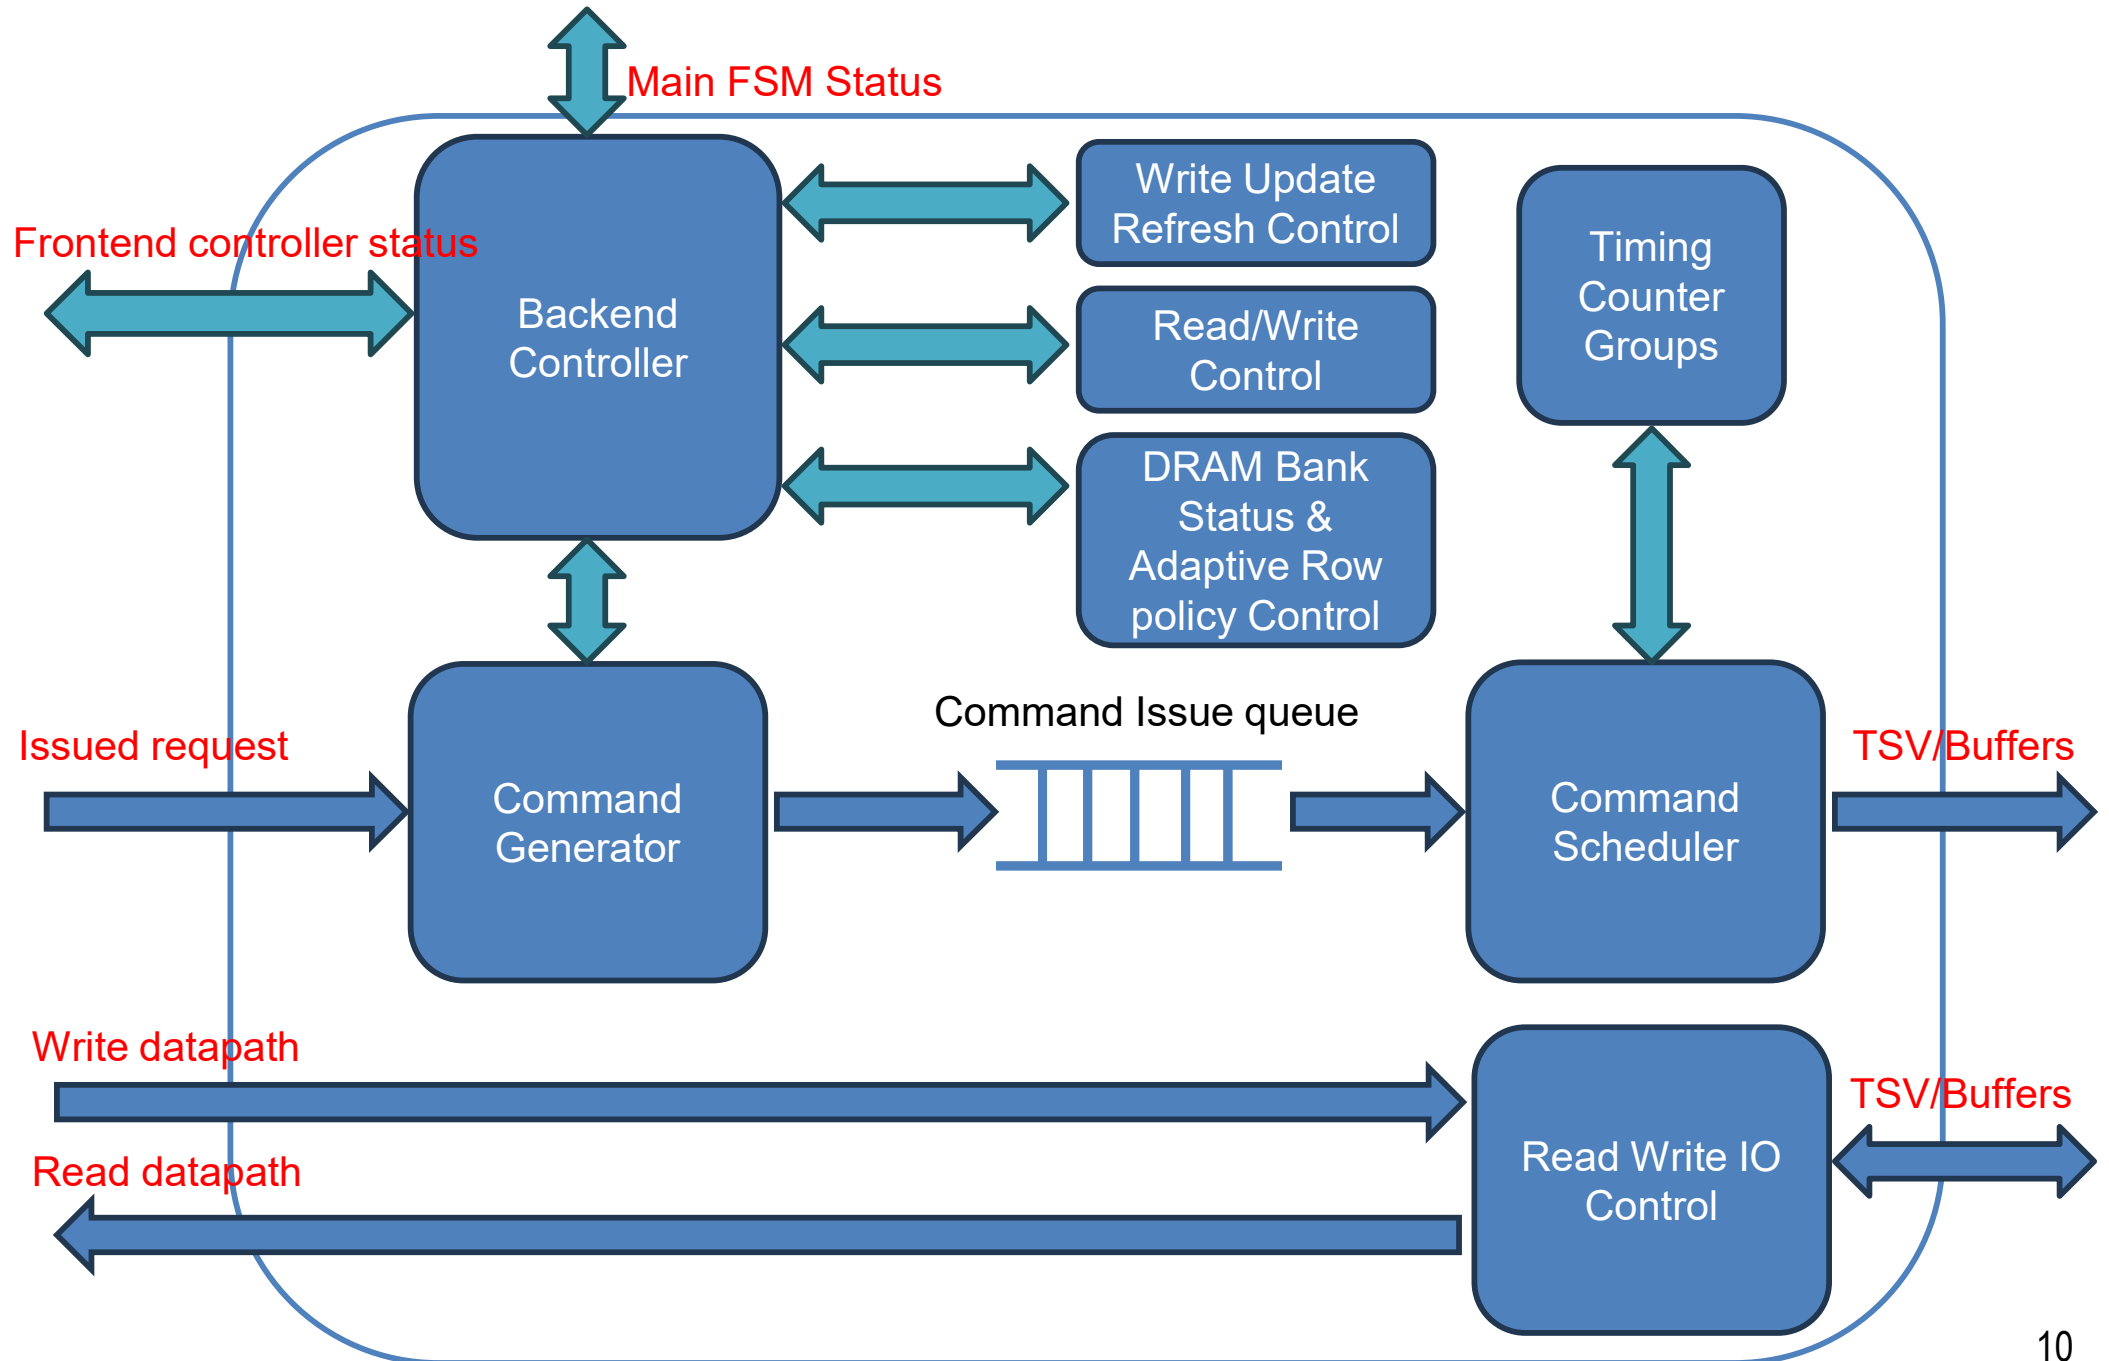 Main FSM Status
Write Update
Refresh Control
Frontend controller status
Timing
Counter
Groups
Backend
Controller
Read/Write
Control
DRAM Bank
Status &
Adaptive Row
policy Control
Command Issue queue
Issued request
TSV/Buffers
Command
Generator
Command
Scheduler
Write datapath
TSV/Buffers
Read datapath
Read Write IO
Control
10